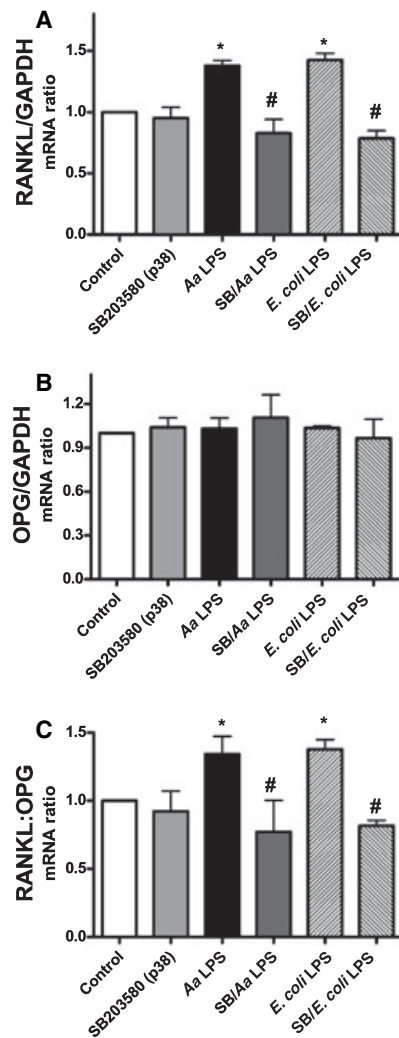 A
RANKL/GAPDH
mRNA ratio
1.5
1.0
0.5
0.0
*
#
*
#
Control
SB203580 (p38)
Aa LPS
SB/Aa LPS
E. coli LPS
SB/E. coli LPS
B
OPG/GAPDH
mRNA ratio
1.2
0.9
0.6
0.3
0.0
Control
SB203580 (p38)
Aa LPS
SB/Aa LPS
E. coli LPS
SB/E. coli LPS
C
RANKL:OPG
mRNA ratio
1.5
1.0
0.5
0.0
*
#
*
#
Control
SB203580 (p38)
Aa LPS
SB/Aa LPS
E. coli LPS
SB/E. coli LPS